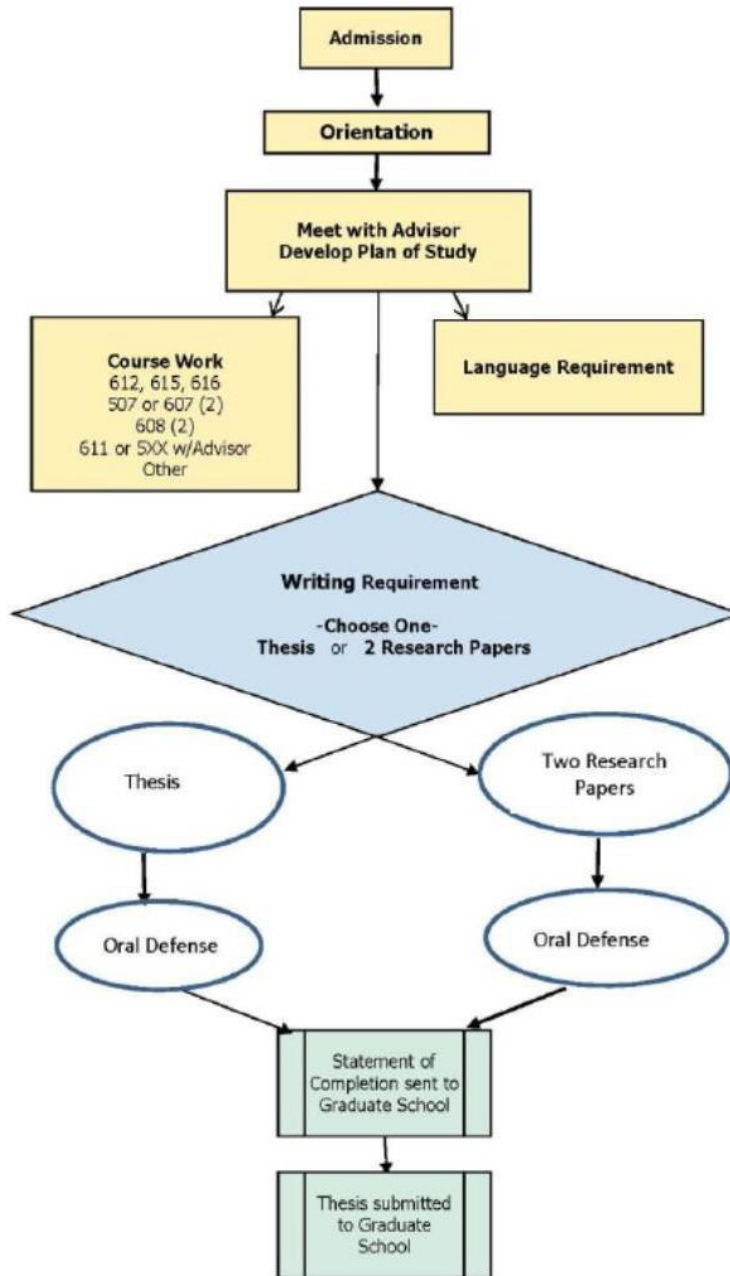 Admission
Orientation
Meet with Advisor
Develop Plan of Study
Course Work
612, 615, 616
507 or 607 (2)
608 (2)
611 or 5XX w/Advisor
Other
Language Requirement
Writing Requirement
-Choose One-
Thesis or 2 Research Papers
Thesis
Two Research
Papers
Oral Defense
Oral Defense
Statement of
Completion sent to
Graduate School
Thesis submitted
to Graduate
School